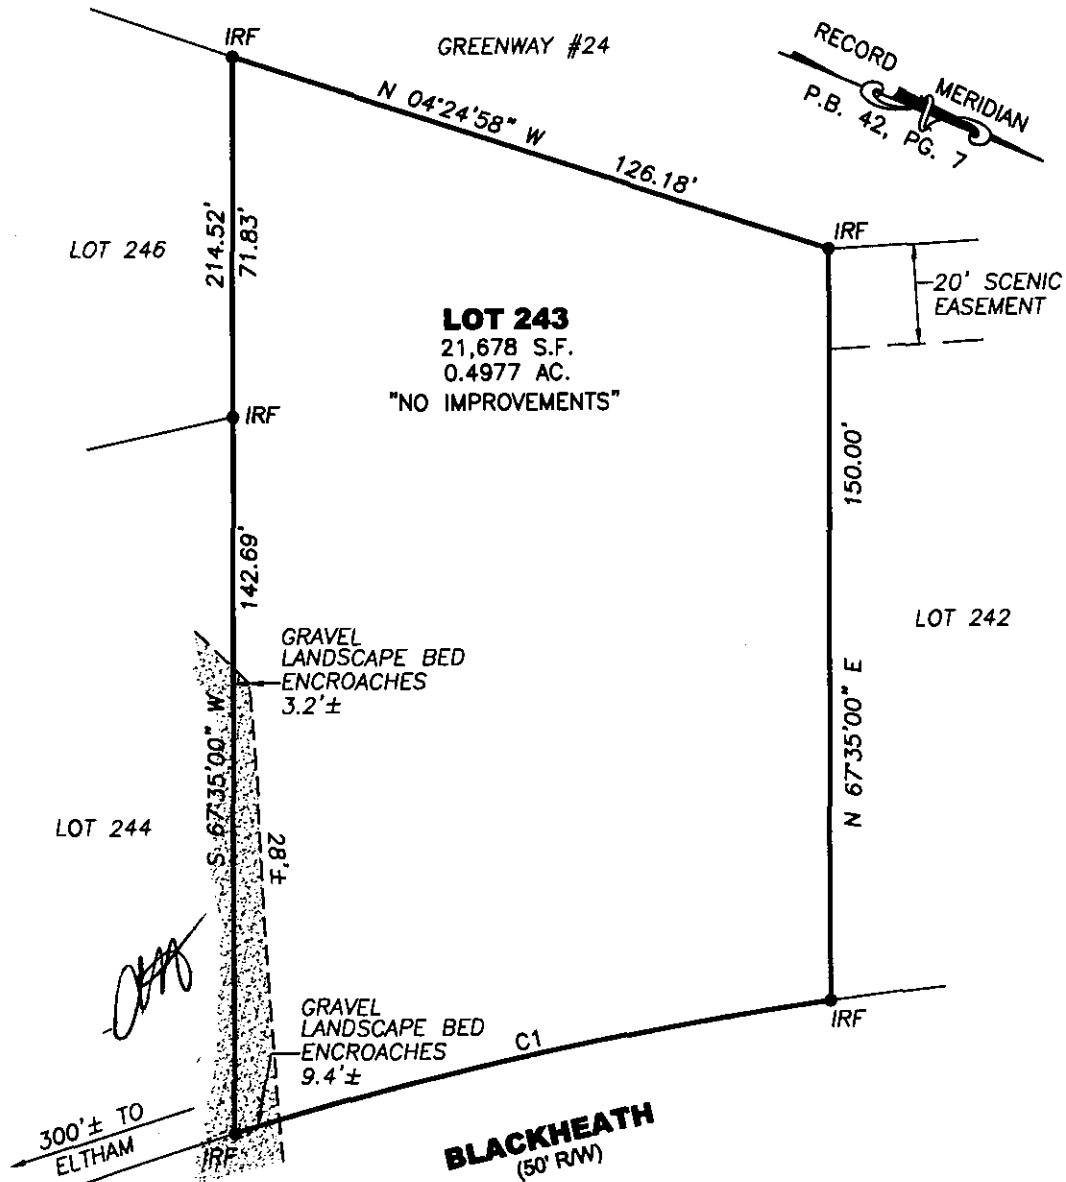 IRF
GREENWAY #24
RECORD MERIDIAN
P.B. 42, PG. 7
N 04°24'58" W 126.18'
IRF
LOT 246
214.52'
71.83'
20' SCENIC
EASEMENT
LOT 243
21,678 S.F.
0.4977 AC.
"NO IMPROVEMENTS"
IRF
150.00'
142.69'
LOT 242
GRAVEL
LANDSCAPE BED
ENCROACHES
3.2'±
S 67°35'00" W
N 67°35'00" E
LOT 244
28'±
GRAVEL
LANDSCAPE BED
ENCROACHES
9.4'±
C1
IRF
300'± TO
ELTHAM
IRF
BLACKHEATH
(50' R/W)